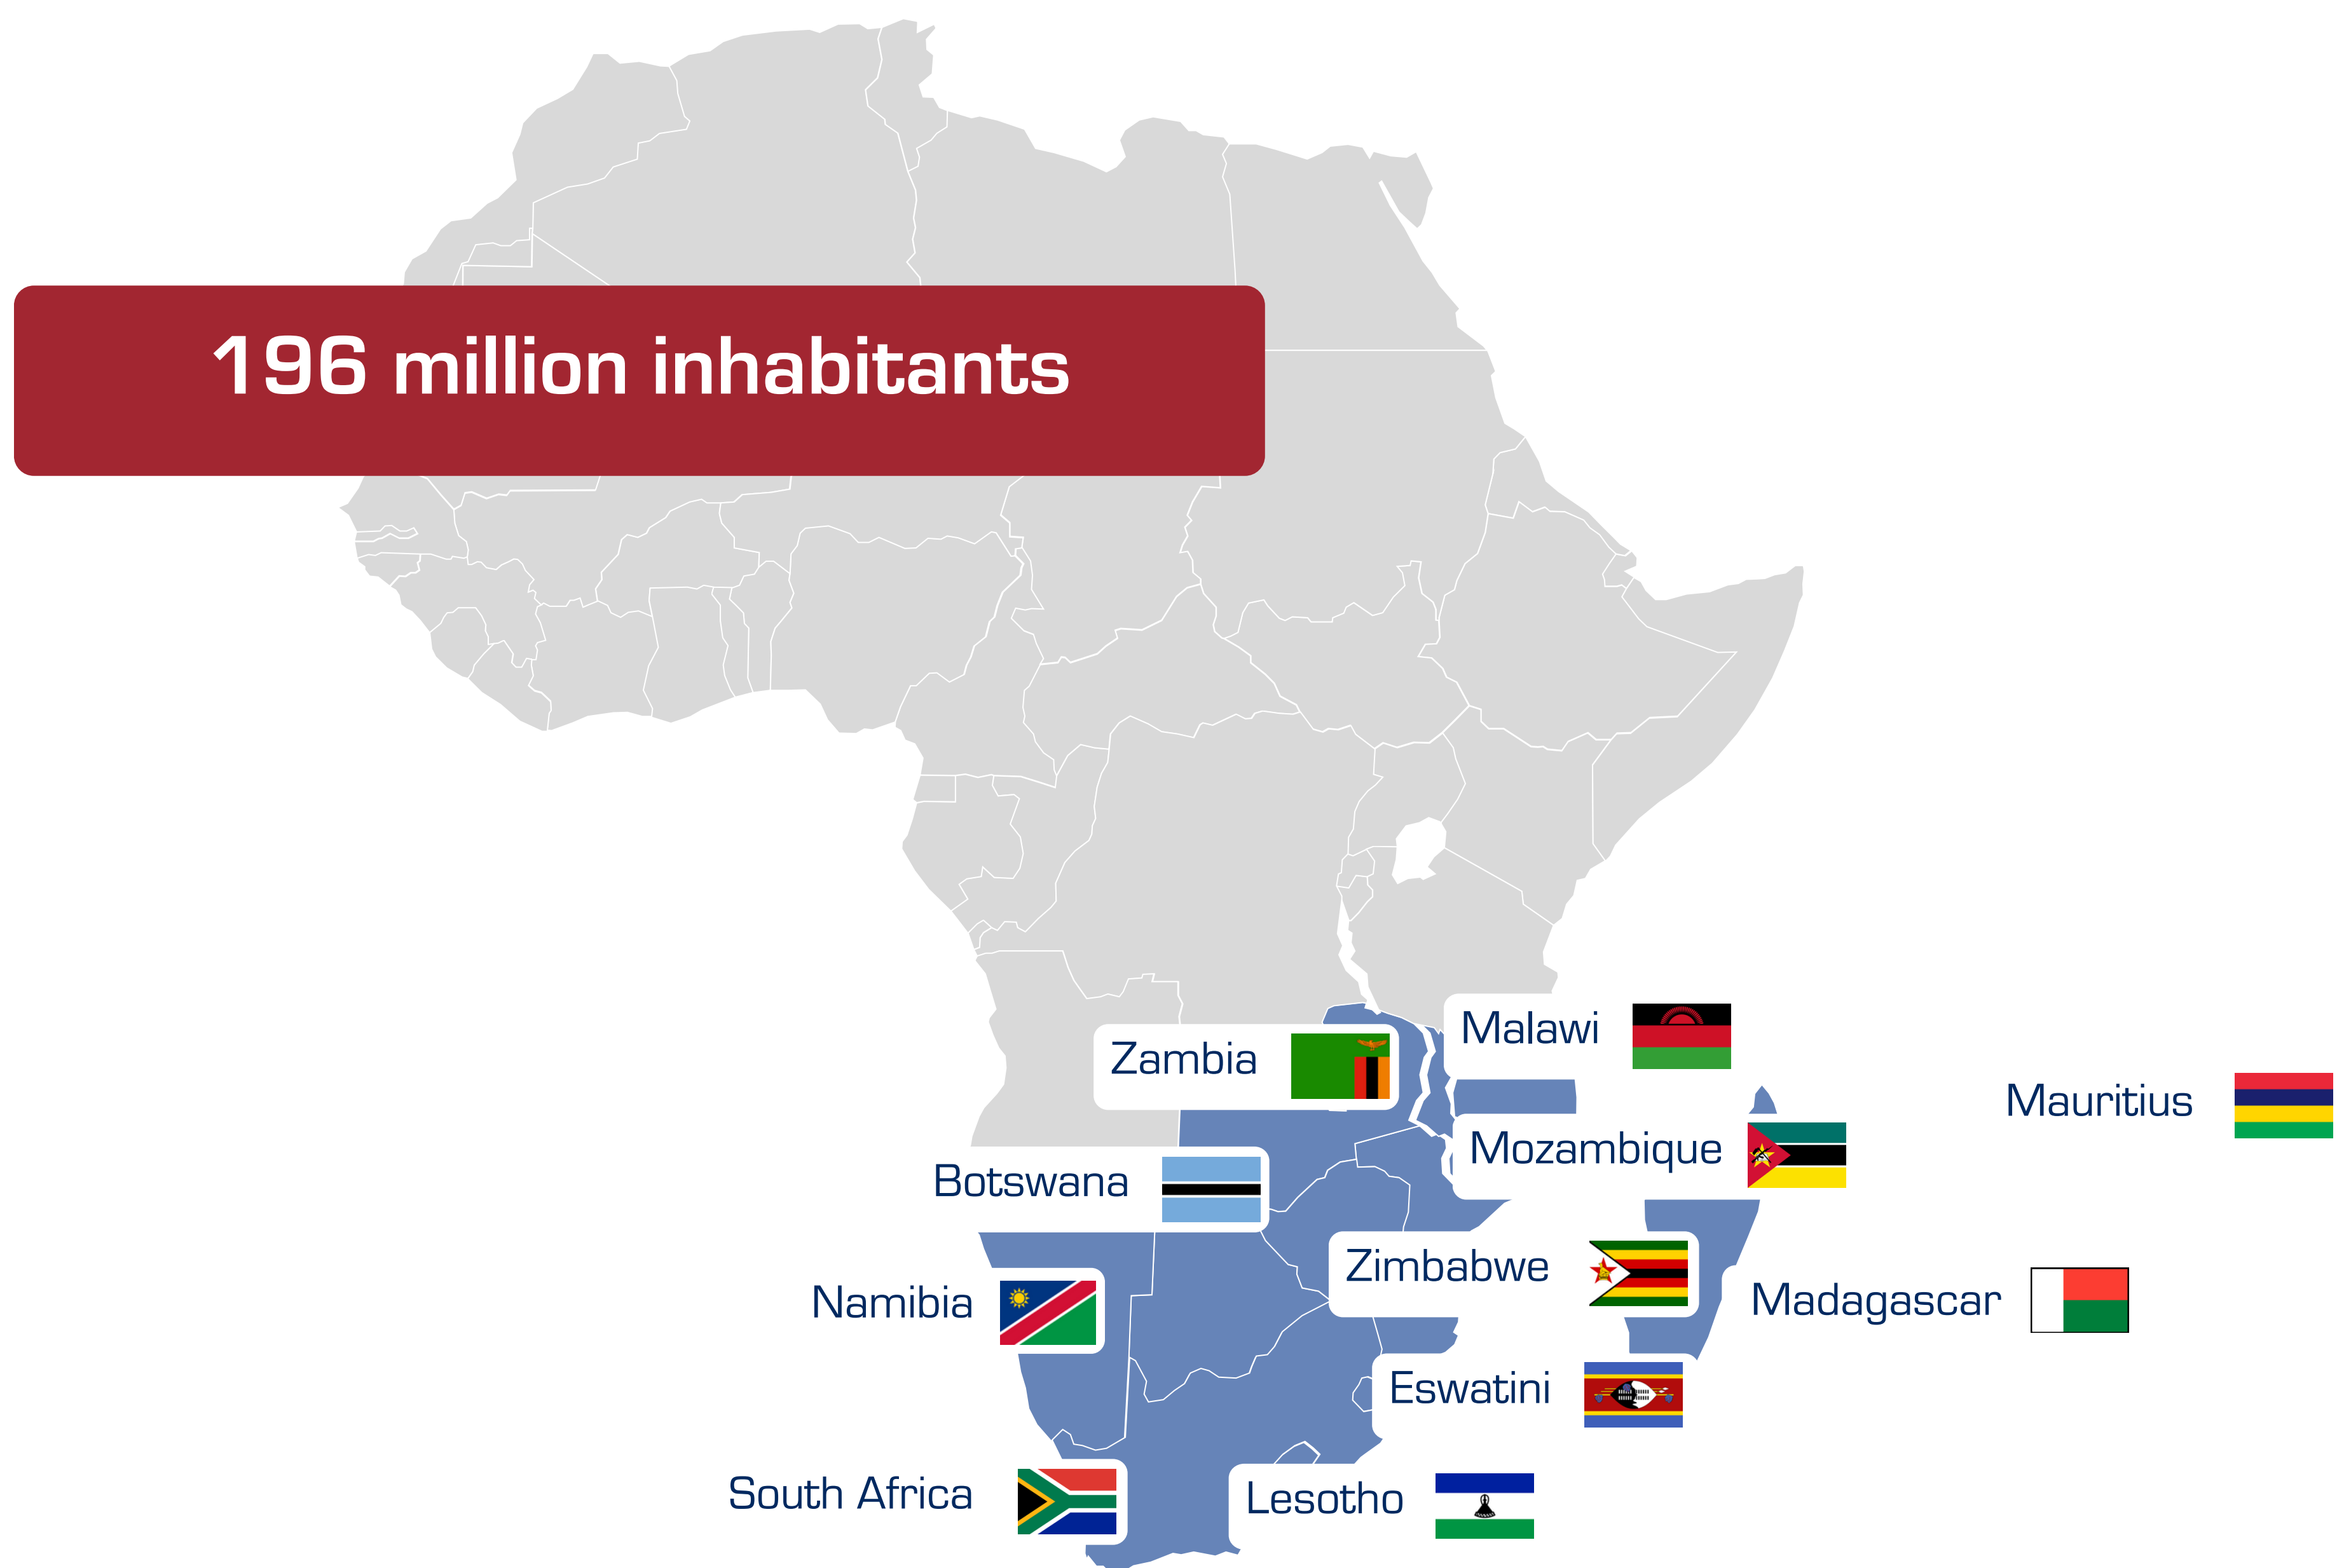 196 million inhabitants
Malawi
Zambia
Mauritius
Mozambique
Botswana
Zimbabwe
Namibia
Madagascar
Eswatini
South Africa
Lesotho